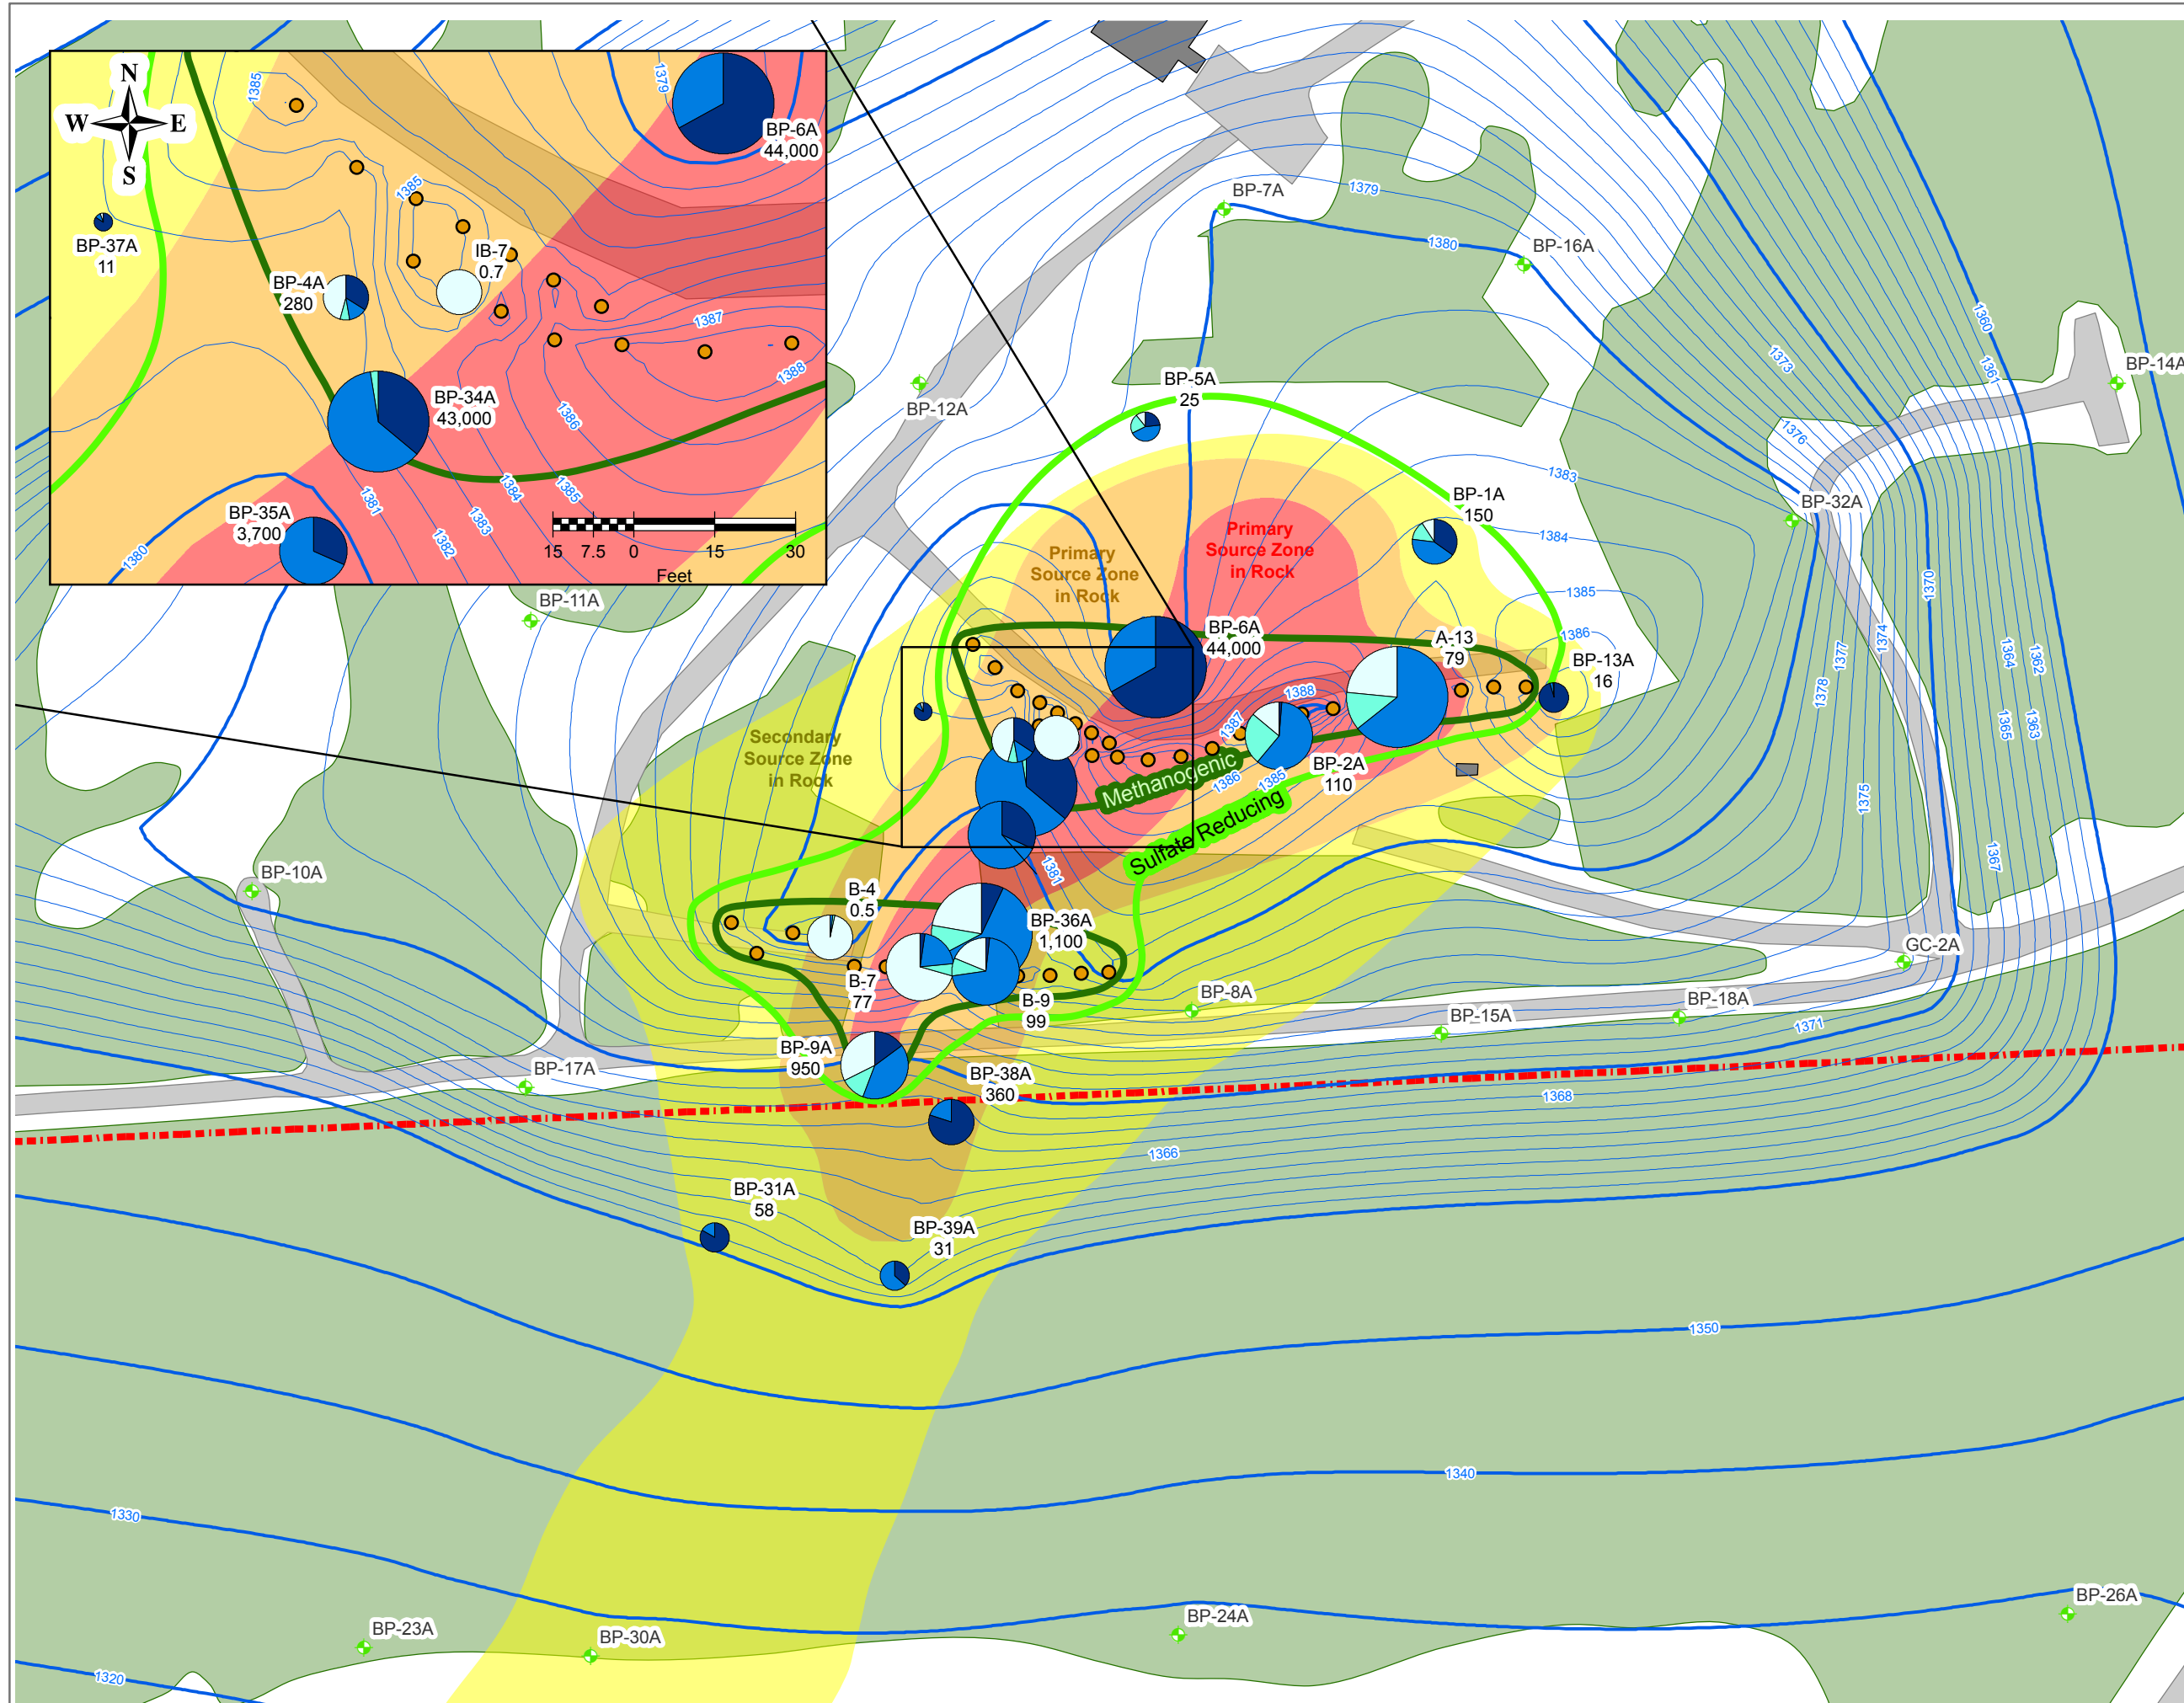 N
W E
S
1385
1379
BP-6A
44,000
BP-37A
11
1385
IB-7
0.7
BP-4A
280
1387
1388
BP-34A
43,000
1386
1381
1384
1385
1383
1382
BP-35A
3,700
1380
15 7.5 0 15 30
Feet
BP-7A
1379
1380
BP-16A
1360
1373
1361
BP-14A
BP-5A
25
BP-12A
1376
1383
BP-1A
150
BP-32A
1384
Primary
Source Zone
in Rock
Primary
Source Zone
in Rock
1370
1385
BP-11A
BP-6A
44,000
A-13
79
1386
1374
1377
1364
1362
BP-13A
16
1378
1388
1387
1365
1363
Secondary
Source Zone
in Rock
Methanogenic
1386
1385
BP-2A
110
1375
Sulfate Reducing
1367
BP-10A
1381
B-4
0.5
BP-36A
1,100
GC-2A
B-7
77
B-9
99
BP-8A
BP-15A
BP-18A
1371
BP-9A
950
BP-17A
BP-38A
360
1368
1366
BP-31A
58
BP-39A
31
1350
1340
1330
BP-26A
BP-24A
BP-23A
BP-30A
1320